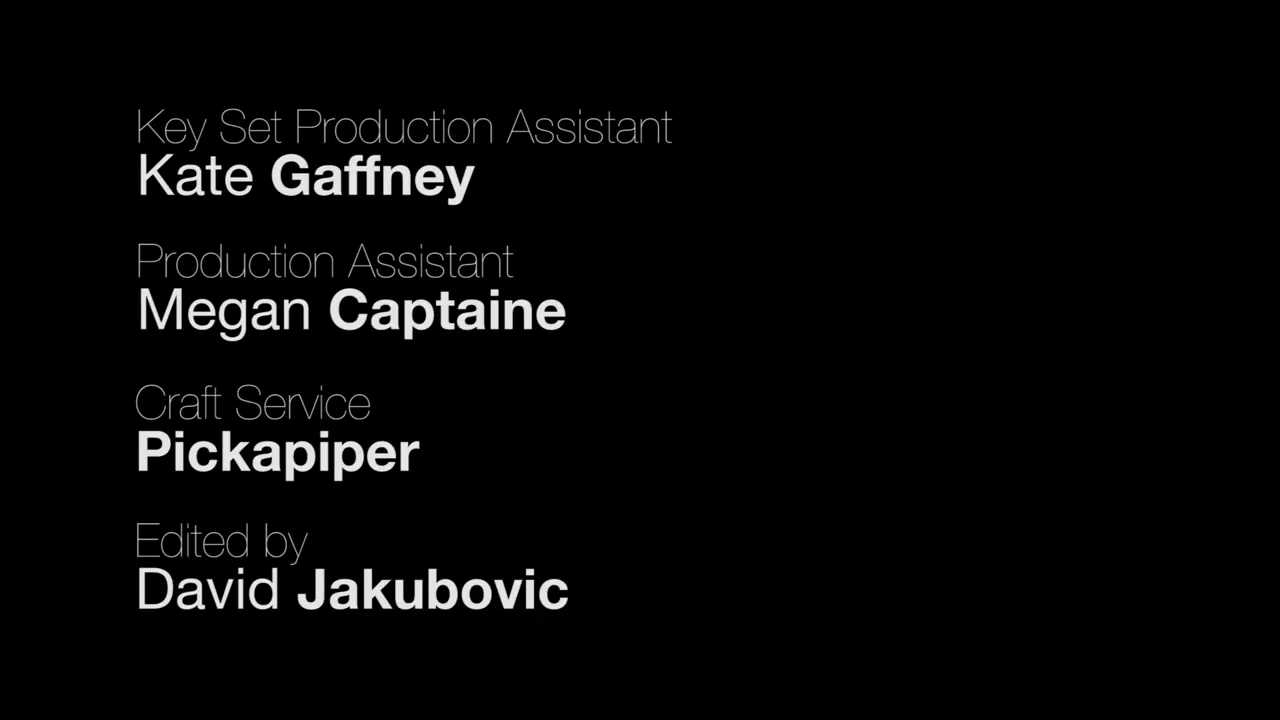 Key Set Production Assistant
Kate Gaffney
Production Assistant
Megan Captaine
Craft Service
Pickapiper
Edited by
David Jakubovic